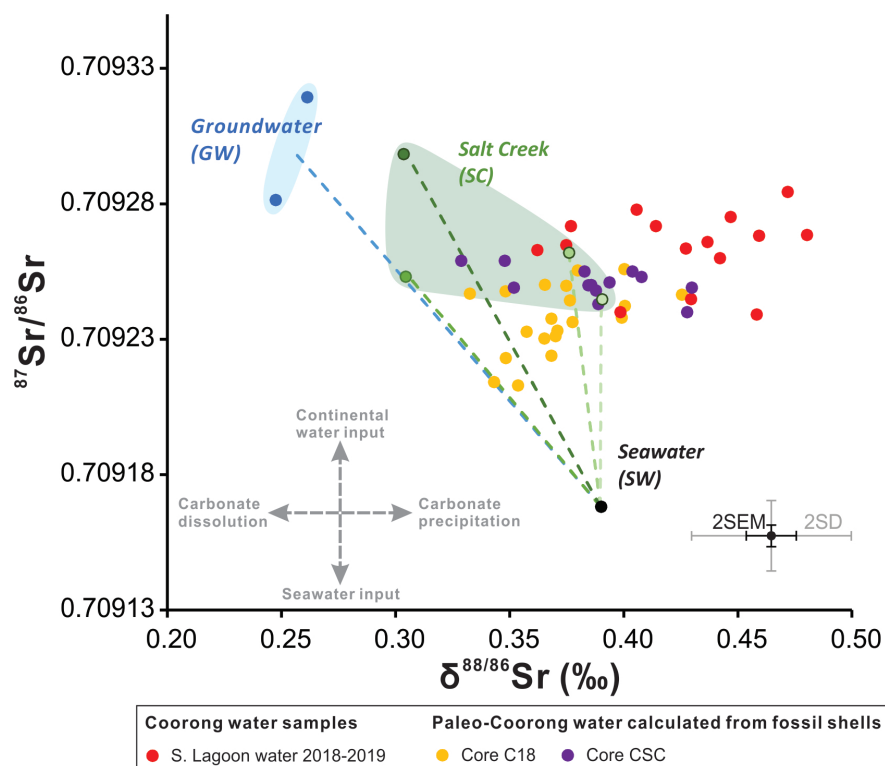 0.70933
0.70928
0.70923
0.70918
0.70913
⁸⁷Sr/⁸⁶Sr
Groundwater
(GW)
Salt Creek
(SC)
Continental
water input
Carbonate
dissolution
Carbonate
precipitation
Seawater input
Seawater
(SW)
2SEM
2SD
0.20 0.25 0.30 0.35 0.40 0.45 0.50
δ⁸⁸/⁸⁶Sr (‰)
Coorong water samples
Paleo-Coorong water calculated from fossil shells
S. Lagoon water 2018-2019
Core C18
Core CSC